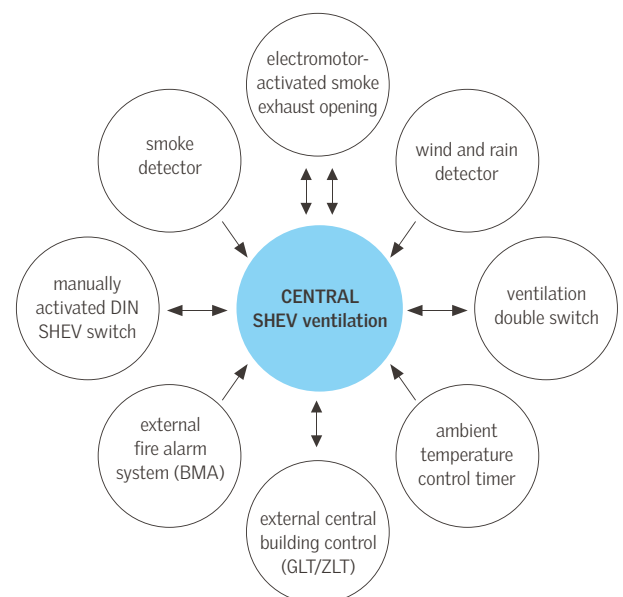 electromotor-
activated smoke
exhaust opening
smoke
detector
wind and rain
detector
manually
activated DIN
SHEV switch
CENTRAL
SHEV ventilation
ventilation
double switch
external
fire alarm
system (BMA)
ambient
temperature
control timer
external central
building control
(GLT/ZLT)